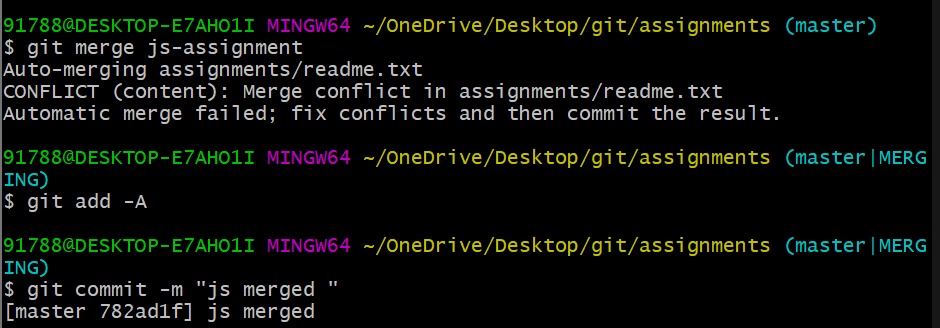 91788@DESKTOP-E7AHO1I MINGW64 ~/OneDrive/Desktop/git/assignments (master)
$ git merge js-assignment
Auto-merging assignments/readme.txt
CONFLICT (content): Merge conflict in assignments/readme.txt
Automatic merge failed; fix conflicts and then commit the result.
91788@DESKTOP-E7AHO1I MINGW64 ~/OneDrive/Desktop/git/assignments (master|MERG
ING)
$ git add -A
91788@DESKTOP-E7AHO1I MINGW64 ~/OneDrive/Desktop/git/assignments (master|MERG
ING)
$ git commit -m "js merged "
[master 782ad1f] js merged